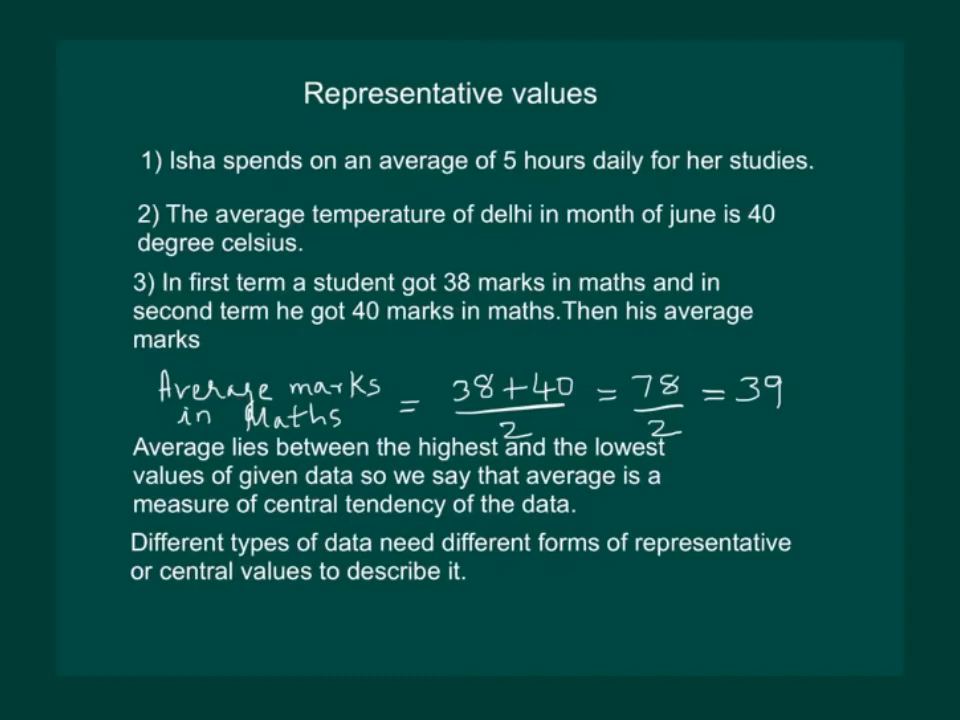 Representative values
1) Isha spends on an average of 5 hours daily for her studies.
2) The average temperature of delhi in month of june is 40
degree celsius.
3) In first term a student got 38 marks in maths and in
second term he got 40 marks in maths.Then his average
marks
Average marks
in Maths = 38+40/2 = 78/2 = 39
Average lies between the highest and the lowest
values of given data so we say that average is a
measure of central tendency of the data.
Different types of data need different forms of representative
or central values to describe it.